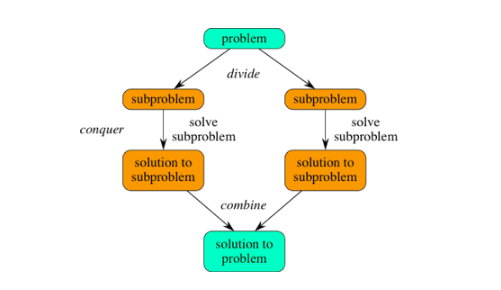 problem
divide
subproblem
subproblem
conquer
solve
subproblem
solve
subproblem
solution to
subproblem
solution to
subproblem
combine
solution to
problem